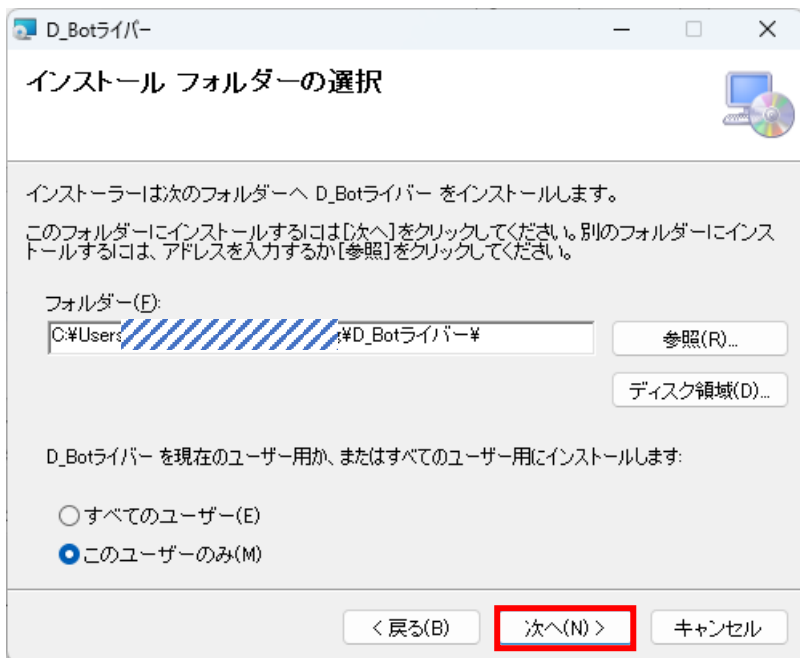 D_Botライバー
インストール フォルダーの選択
インストーラーは次のフォルダーへ D_Botライバー をインストールします。
このフォルダーにインストールするには[次へ]をクリックしてください。別のフォルダーにインス
トールするには、アドレスを入力するか[参照]をクリックしてください。
フォルダー(F):
C:¥Users ¥D_Botライバー¥
参照(R)...
ディスク領域(D)...
D_Botライバー を現在のユーザー用か、またはすべてのユーザー用にインストールします:
すべてのユーザー(E)
このユーザーのみ(M)
< 戻る(B)
次へ(N) >
キャンセル